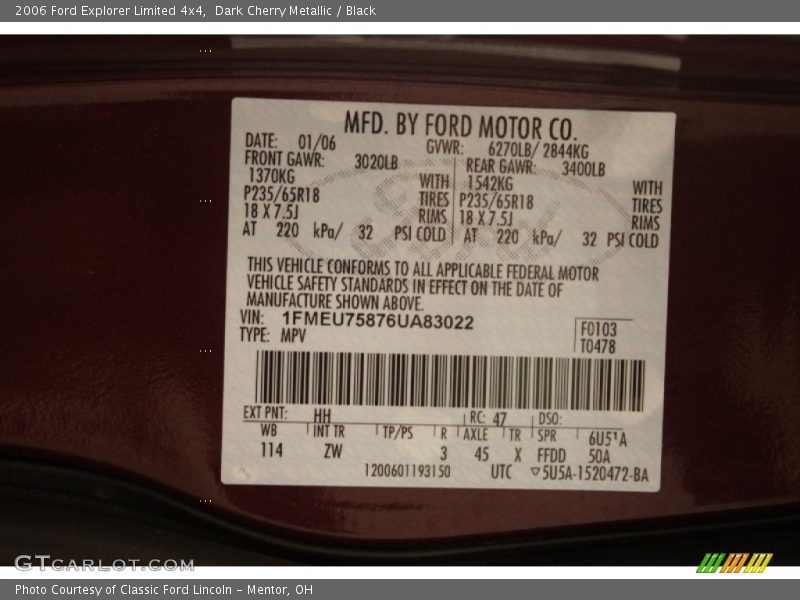 2006 Ford Explorer Limited 4x4, Dark Cherry Metallic / Black
MFD. BY FORD MOTOR CO.
DATE: 01/06 GVWR: 6270LB/ 2844KG
FRONT GAWR: 3020LB REAR GAWR: 3400LB
1370KG WITH 1542KG WITH
P235/65R18 TIRES P235/65R18 TIRES
18 X 7.5J RIMS 18 X 7.5J RIMS
AT 220 kPa/ 32 PSI COLD AT 220 kPa/ 32 PSI COLD
THIS VEHICLE CONFORMS TO ALL APPLICABLE FEDERAL MOTOR
VEHICLE SAFETY STANDARDS IN EFFECT ON THE DATE OF
MANUFACTURE SHOWN ABOVE.
VIN: 1FMEU75876UA83022 F0103
TYPE: MPV T0478
EXT PNT: HH RC: 47 DSO:
WB INT TR TP/PS R AXLE TR SPR 6U51A
114 ZW 3 45 X FFDD 50A
1200601193150 UTC ▽5U5A-1520472-BA
GTCARLOT.COM
Photo Courtesy of Classic Ford Lincoln – Mentor, OH